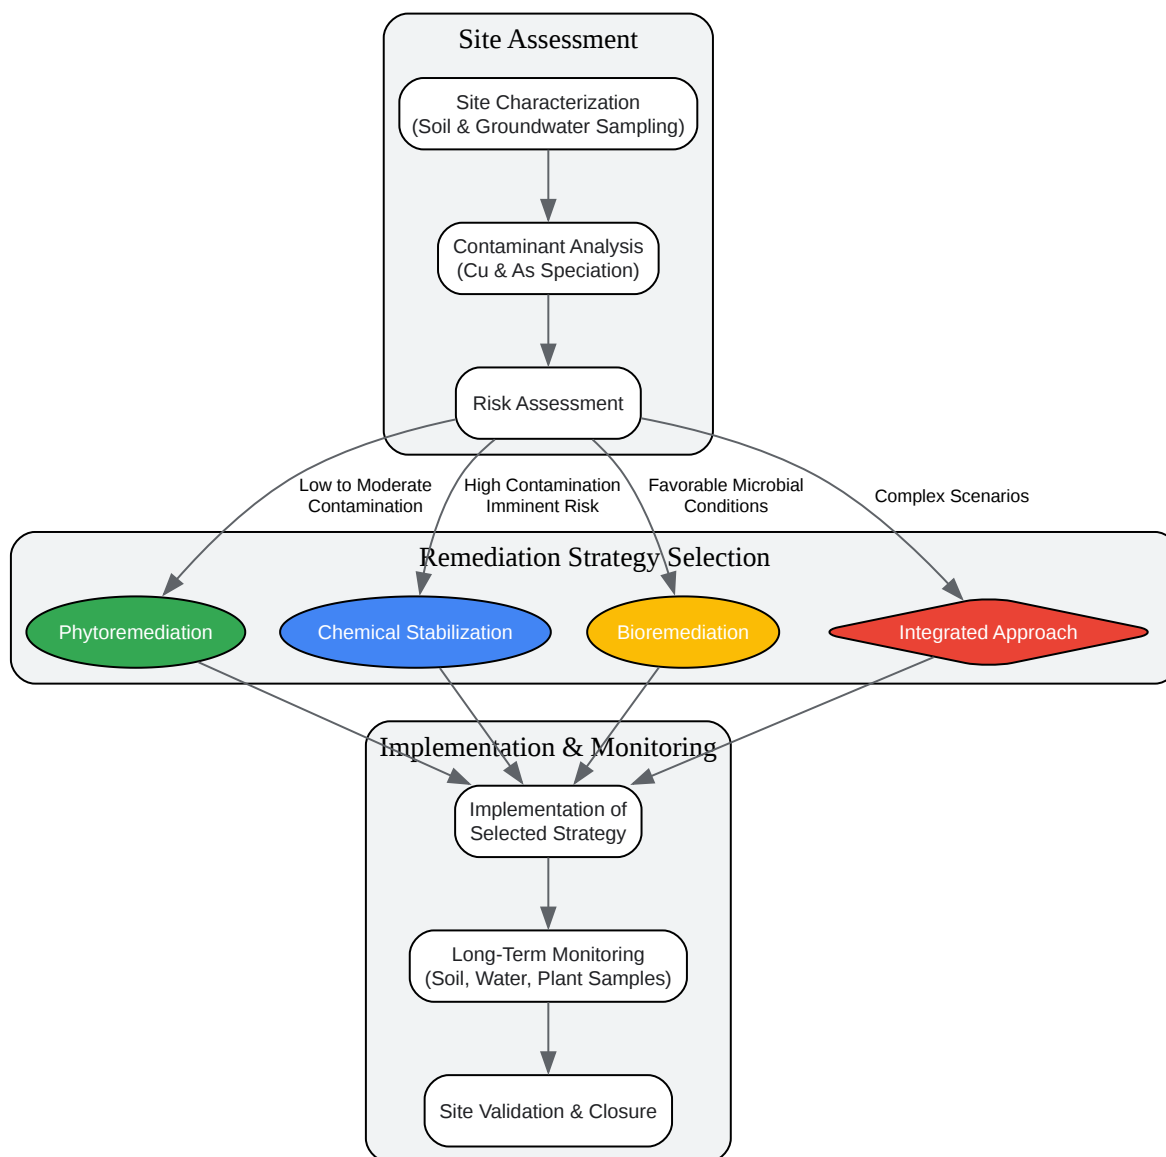 Site Assessment
Site Characterization
(Soil & Groundwater Sampling)
Contaminant Analysis
(Cu & As Speciation)
Risk Assessment
Low to Moderate
Contamination
High Contamination
Imminent Risk
Favorable Microbial
Conditions
Complex Scenarios
Remediation Strategy Selection
Phytoremediation
Chemical Stabilization
Bioremediation
Integrated Approach
Implementation & Monitoring
Implementation of
Selected Strategy
Long-Term Monitoring
(Soil, Water, Plant Samples)
Site Validation & Closure